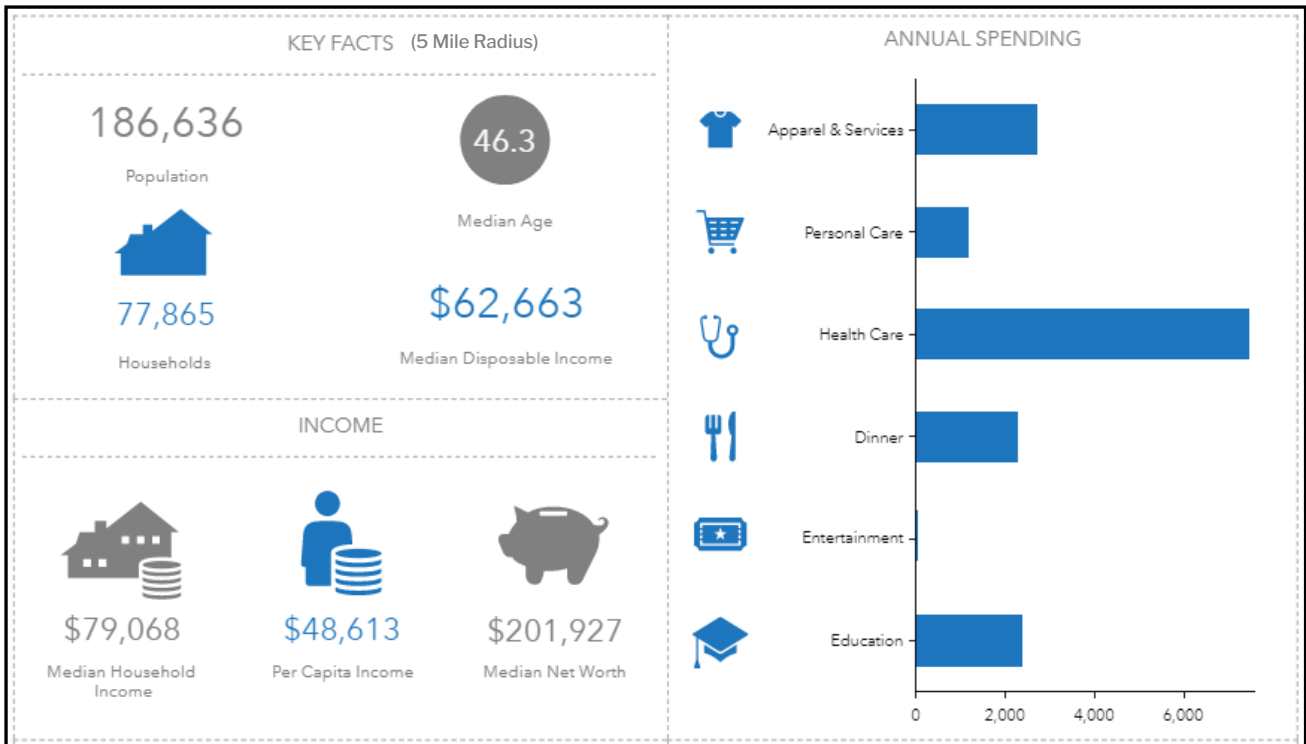 KEY FACTS (5 Mile Radius)
186,636
Population
46.3
Median Age
77,865
Households
$62,663
Median Disposable Income
INCOME
$79,068
Median Household
Income
$48,613
Per Capita Income
$201,927
Median Net Worth
ANNUAL SPENDING
Apparel & Services
Personal Care
Health Care
Dinner
Entertainment
Education
0 2,000 4,000 6,000